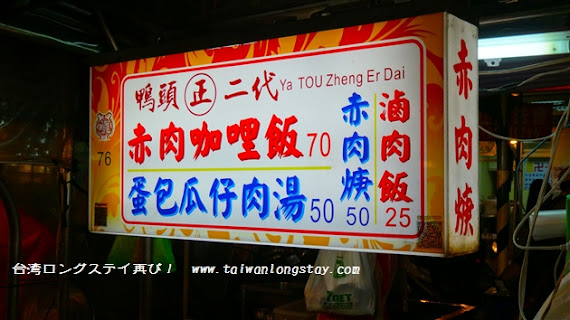 鴨頭 正 二代 Ya TOU Zheng Er Dai
赤肉咖哩飯 70
蛋包瓜仔肉湯 50
赤肉焿 50
滷肉飯 25
76
赤肉焿
台湾ロングステイ再び！ www.taiwanlongstay.com